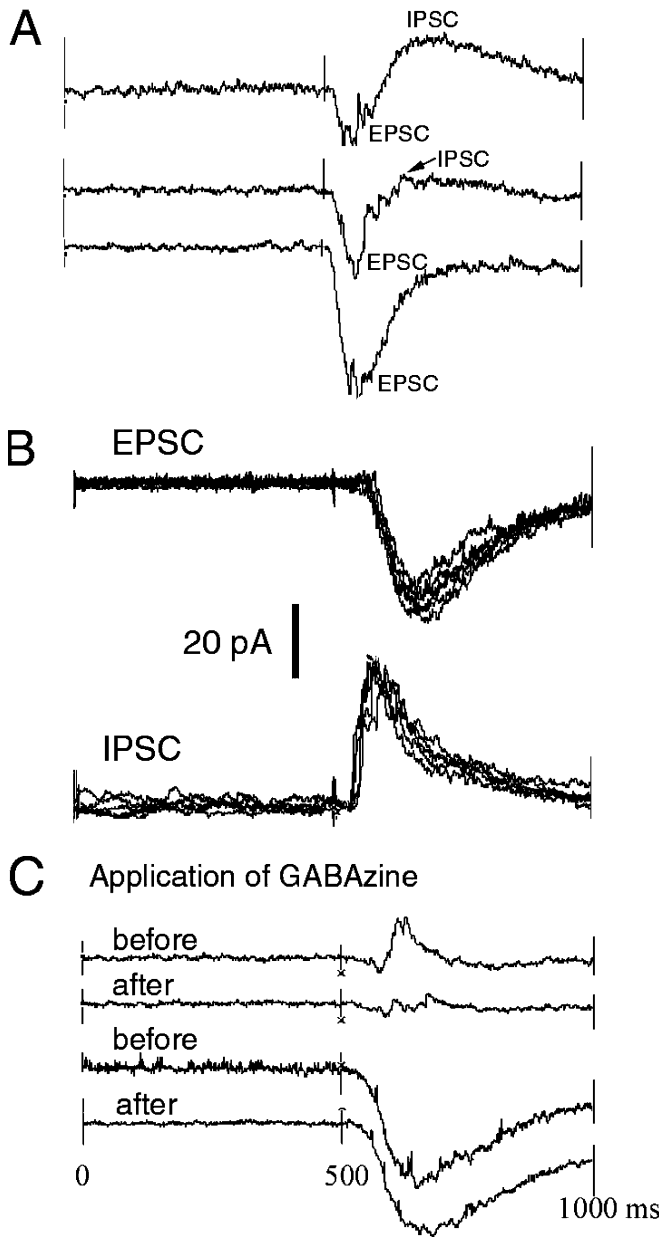 A
IPSC
EPSC
IPSC
EPSC
EPSC
B
EPSC
20 pA
IPSC
C Application of GABAzine
before
after
before
after
0 500 1000 ms